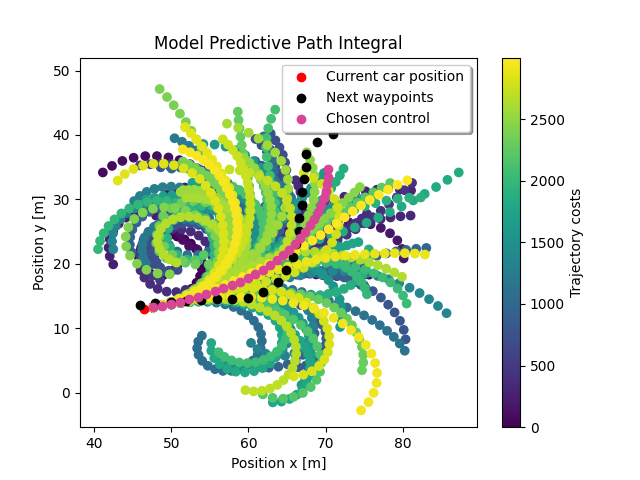 Model Predictive Path Integral
Current car position
Next waypoints
Chosen control
50
40
30
20
10
0
Position y [m]
40
50
60
70
80
Position x [m]
2500
2000
1500
1000
500
0
Trajectory costs